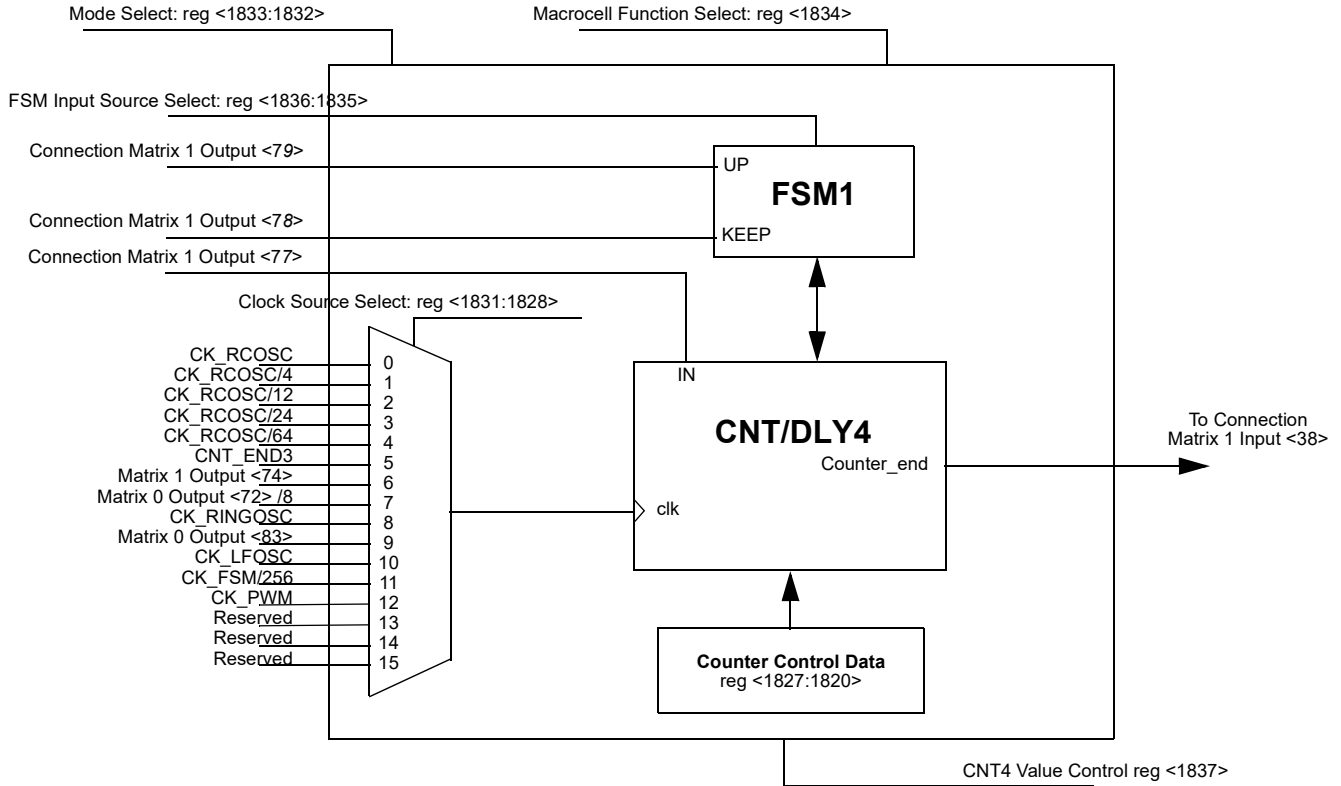 Mode Select: reg <1833:1832>
Macrocell Function Select: reg <1834>
FSM Input Source Select: reg <1836:1835>
Connection Matrix 1 Output <79>
UP
FSM1
Connection Matrix 1 Output <78>
KEEP
Connection Matrix 1 Output <77>
Clock Source Select: reg <1831:1828>
CK_RCOSC 0
CK_RCOSC/4 1
CK_RCOSC/12 2
CK_RCOSC/24 3
CK_RCOSC/64 4
CNT_END3 5
Matrix 1 Output <74> 6
Matrix 0 Output <72> /8 7
CK_RINGOSC 8
Matrix 0 Output <83> 9
CK_LFOSC 10
CK_FSM/256 11
CK_PWM 12
Reserved 13
Reserved 14
Reserved 15
IN
CNT/DLY4
Counter_end
clk
To Connection
Matrix 1 Input <38>
Counter Control Data
reg <1827:1820>
CNT4 Value Control reg <1837>